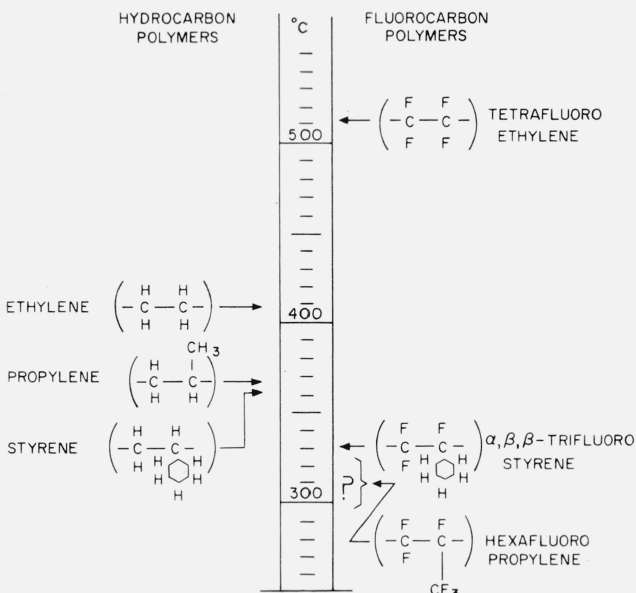 HYDROCARBON
POLYMERS
°C
FLUOROCARBON
POLYMERS
F F
— C — C —
F F
TETRAFLUORO
ETHYLENE
500
ETHYLENE
H H
— C — C —
H H
400
PROPYLENE
CH3
H
— C — C —
H H
STYRENE
H H
— C — C —
H H H
H H
H
F F
— C — C —
F H H
H H
H
α,β,β-TRIFLUORO
STYRENE
?
300
F F
— C — C —
F
CF3
HEXAFLUORO
PROPYLENE